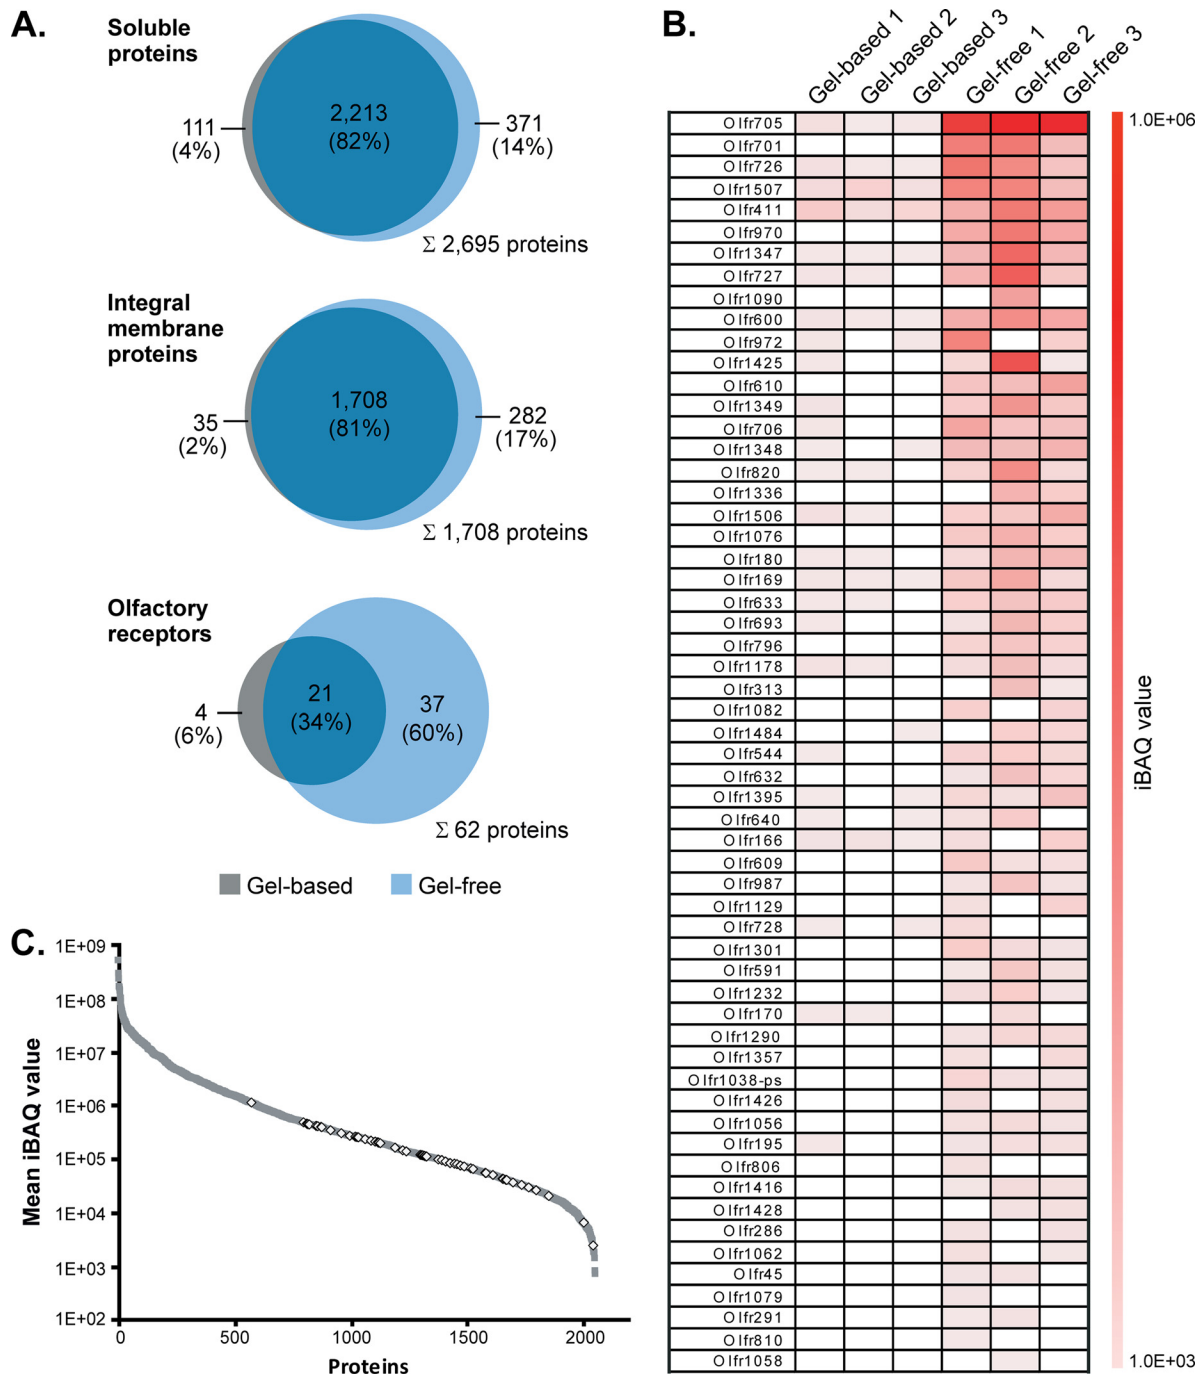 A.
Soluble
proteins
2,213
(82%)
111
(4%)
371
(14%)
Σ 2,695 proteins
Integral
membrane
proteins
1,708
(81%)
35
(2%)
282
(17%)
Σ 1,708 proteins
Olfactory
receptors
21
(34%)
37
(60%)
4
(6%)
Σ 62 proteins
Gel-based
Gel-free
B.
Gel-based 1
Gel-based 2
Gel-based 3
Gel-free 1
Gel-free 2
Gel-free 3
Olfr705
Olfr701
Olfr726
Olfr1507
Olfr411
Olfr970
Olfr1347
Olfr727
Olfr1090
Olfr600
Olfr972
Olfr1425
Olfr610
Olfr1349
Olfr706
Olfr1348
Olfr820
Olfr1336
Olfr1506
Olfr1076
Olfr180
Olfr169
Olfr633
Olfr693
Olfr796
Olfr1178
Olfr313
Olfr1082
Olfr1484
Olfr544
Olfr632
Olfr1395
Olfr640
Olfr166
Olfr609
Olfr987
Olfr1129
Olfr728
Olfr1301
Olfr591
Olfr1232
Olfr170
Olfr1290
Olfr1357
Olfr1038-ps
Olfr1426
Olfr1056
Olfr195
Olfr806
Olfr1416
Olfr1428
Olfr286
Olfr1062
Olfr45
Olfr1079
Olfr291
Olfr810
Olfr1058
1.0E+06
iBAQ value
1.0E+03
C.
Mean iBAQ value
1E+09
1E+08
1E+07
1E+06
1E+05
1E+04
1E+03
1E+02
0
500
1000
1500
2000
Proteins